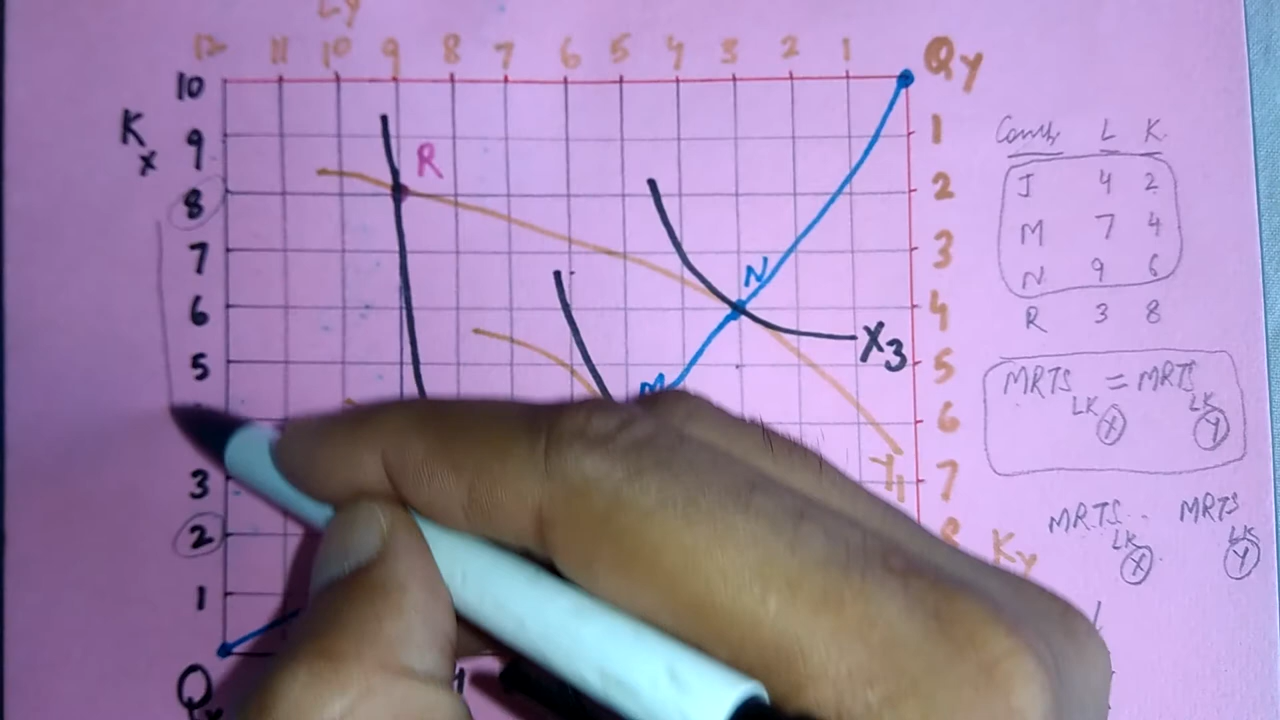 Ly
12 11 10 9 8 7 6 5 4 3 2 1 Qy
10
Kx
9 1
R
8 2
7 3
N
6 4
X3
5 5
M
6
Y1
3 7
2
Ky
1
Qx
Comb L K
J 4 2
M 7 4
N 9 6
R 3 8
MRTS LK X = MRTS LK Y
MRTS LK X MRTS LK Y